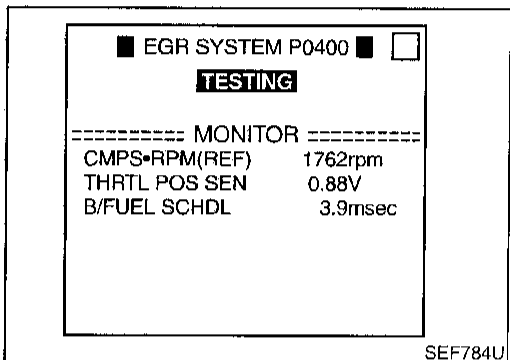 ■ EGR SYSTEM P0400 ■ □
TESTING
========== MONITOR ==========
CMPS•RPM(REF) 1762rpm
THRTL POS SEN 0.88V
B/FUEL SCHDL 3.9msec
SEF784U